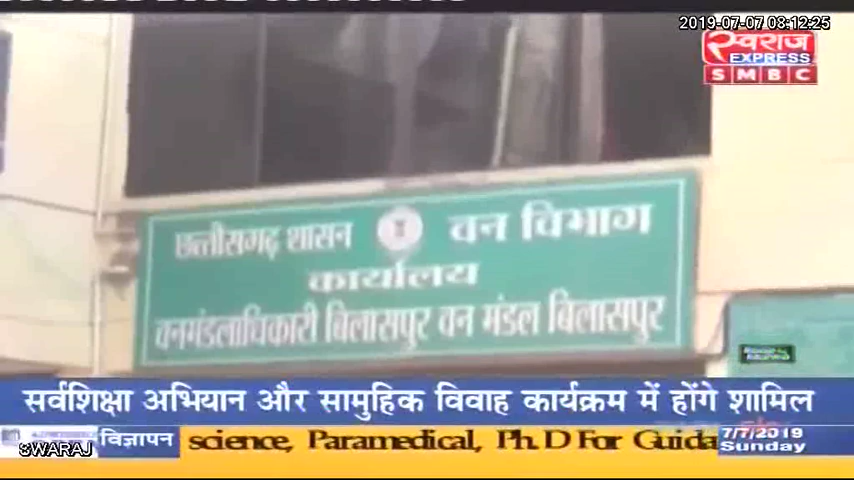 2019-07-07 08:12:25
स्वराज
EXPRESS
SMBC
छत्तीसगढ़ शासन वन विभाग
कार्यालय
वनमंडलाधिकारी बिलासपुर वन मंडल बिलासपुर
सर्वशिक्षा अभियान और सामुहिक विवाह कार्यक्रम में होंगे शामिल
विज्ञापन
science, Paramedical, Ph. D For Guida
7/7/2019
Sunday
SWARAJ